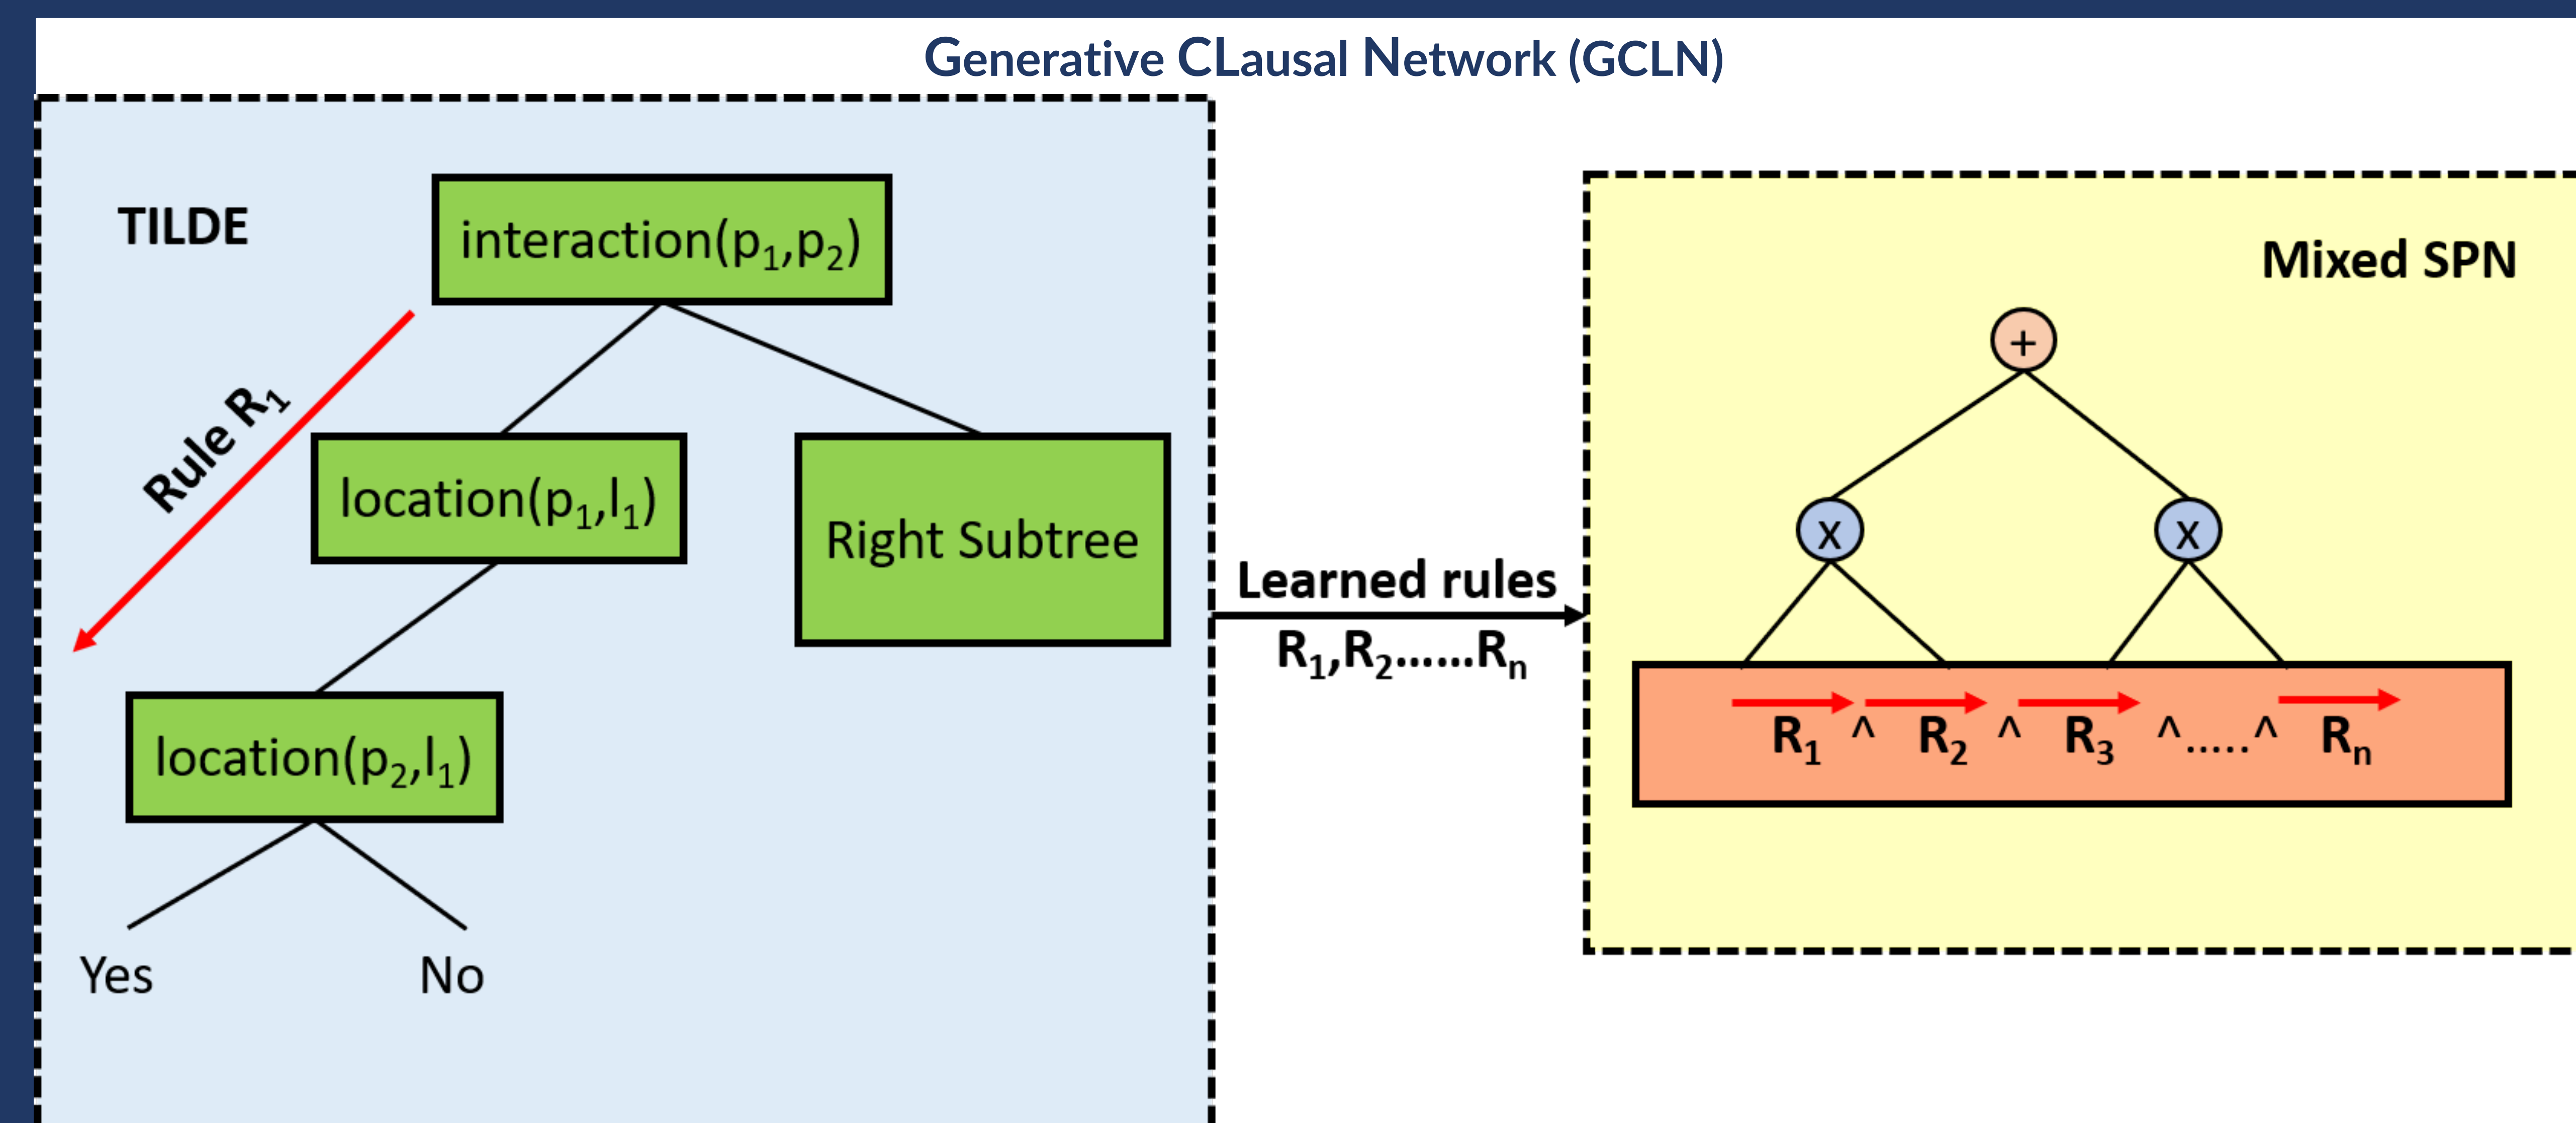 Generative CLausal Network (GCLN)
TILDE
interaction(p₁,p₂)
Rule R₁
location(p₁,l₁)
Right Subtree
location(p₂,l₁)
Yes
No
Learned rules
R₁,R₂......Rₙ
Mixed SPN
+
x
x
R₁ ^ R₂ ^ R₃ ^.....^ Rₙ